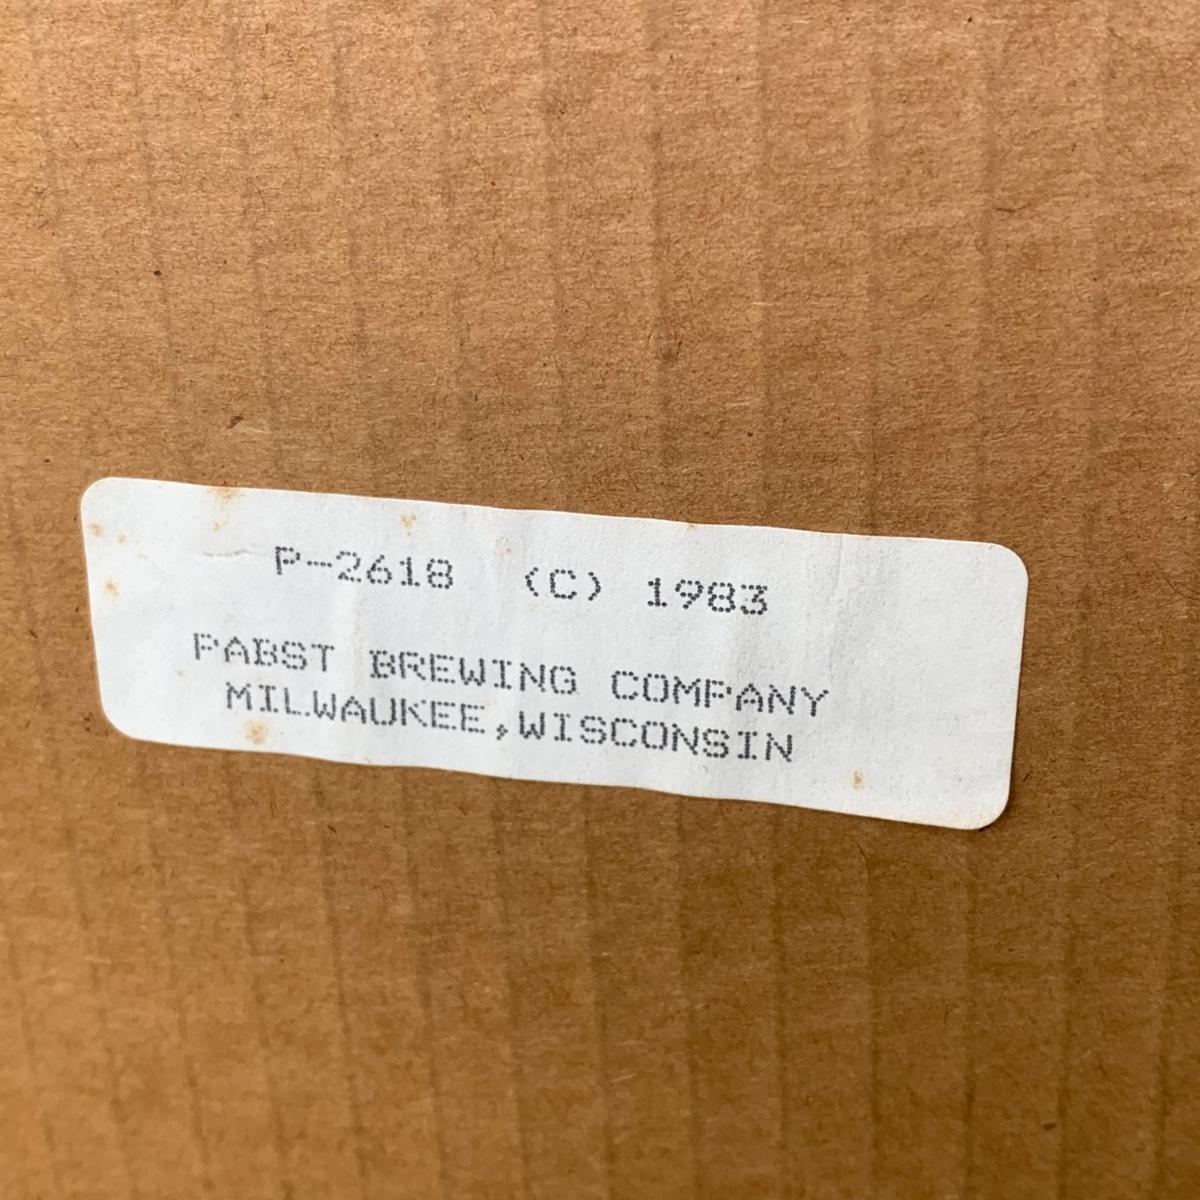 P-2618 (C) 1983
PABST BREWING COMPANY
MILWAUKEE,WISCONSIN